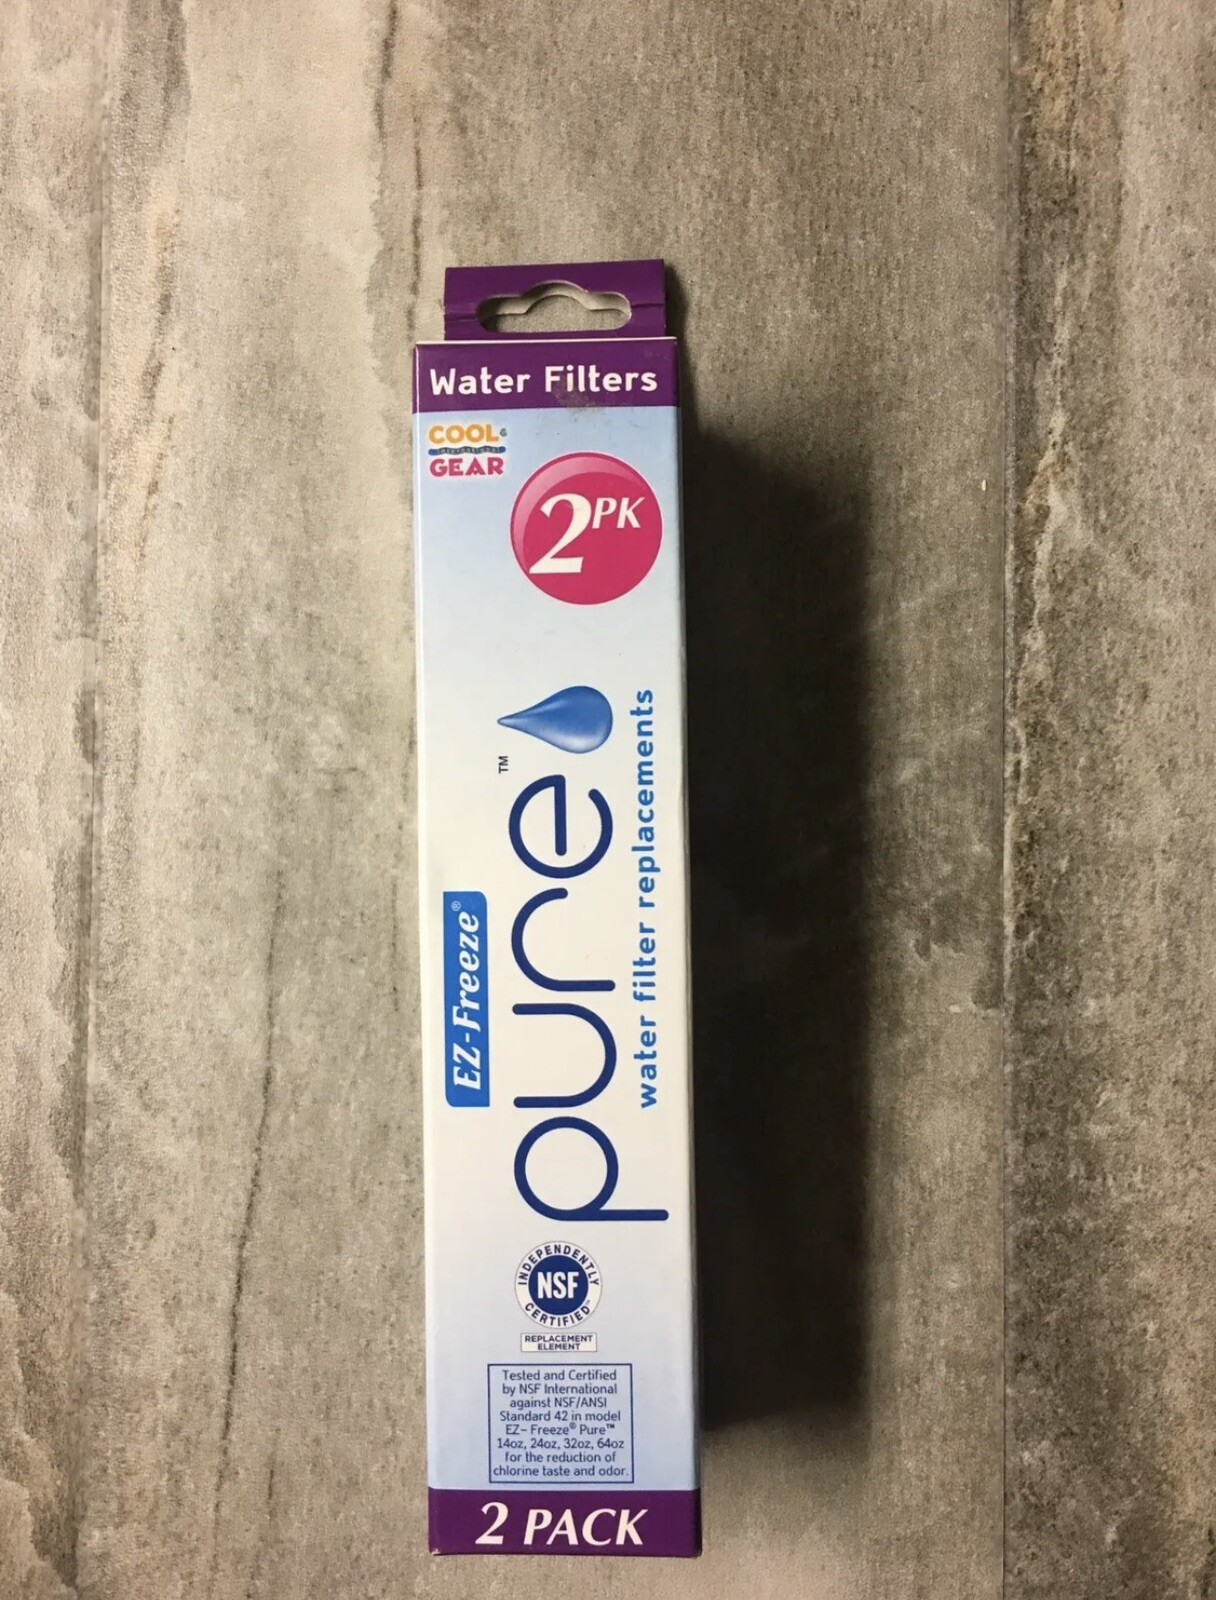 Water Filters
COOL
INTERNATIONAL
GEAR
2PK
EZ-Freeze®
pure™
water filter replacements
INDEPENDENTLY
NSF
CERTIFIED
REPLACEMENT
ELEMENT
Tested and Certified
by NSF International
against NSF/ANSI
Standard 42 in model
EZ- Freeze® Pure™
14oz, 24oz, 32oz, 64oz
for the reduction of
chlorine taste and odor.
2 PACK